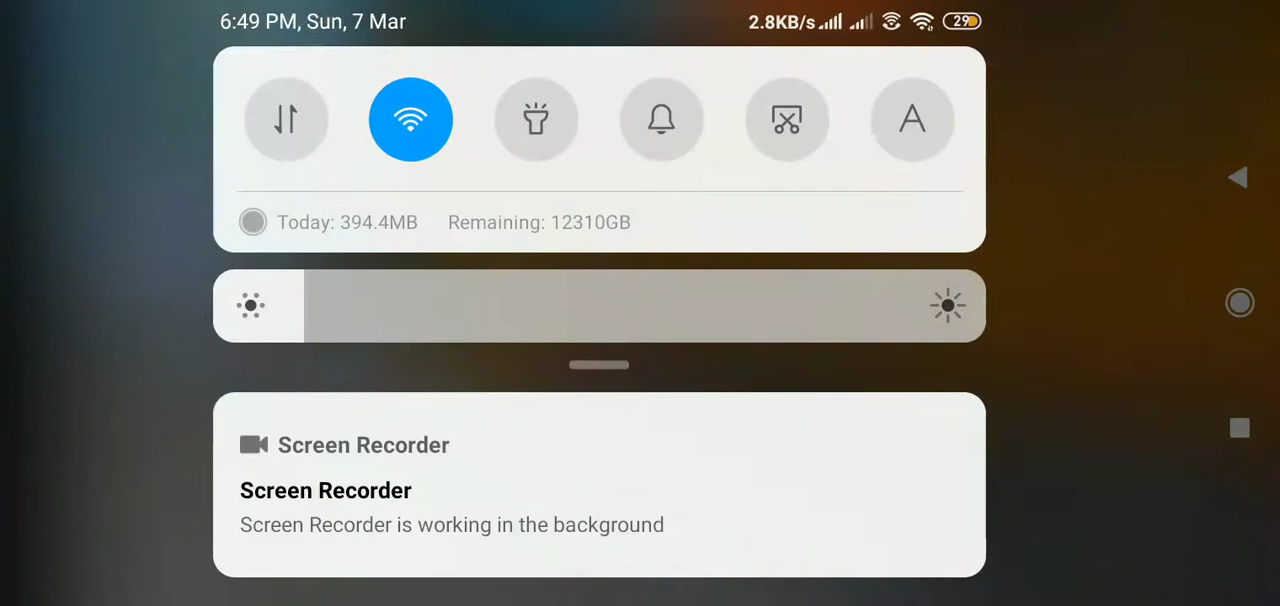 6:49 PM, Sun, 7 Mar 2.8KB/s 29
A
Today: 394.4MB Remaining: 12310GB
Screen Recorder
Screen Recorder
Screen Recorder is working in the background